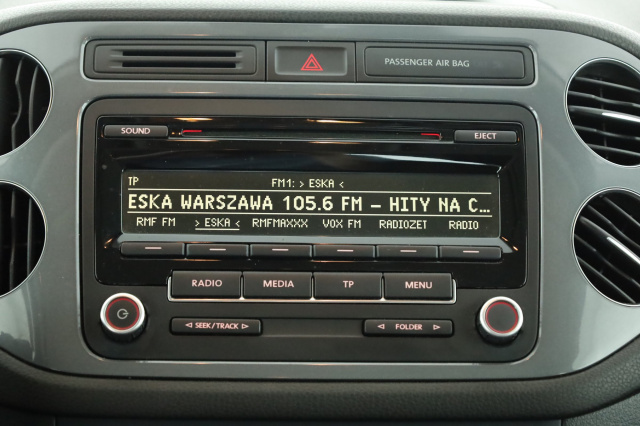 PASSENGER AIR BAG
SOUND
EJECT
TP FM1: > ESKA <
ESKA WARSZAWA 105.6 FM – HITY NA C...
RMF FM > ESKA < RMFMAXXX VOX FM RADIOZET RADIO
RADIO MEDIA TP MENU
◁ SEEK/TRACK ▷ ◁ FOLDER ▷